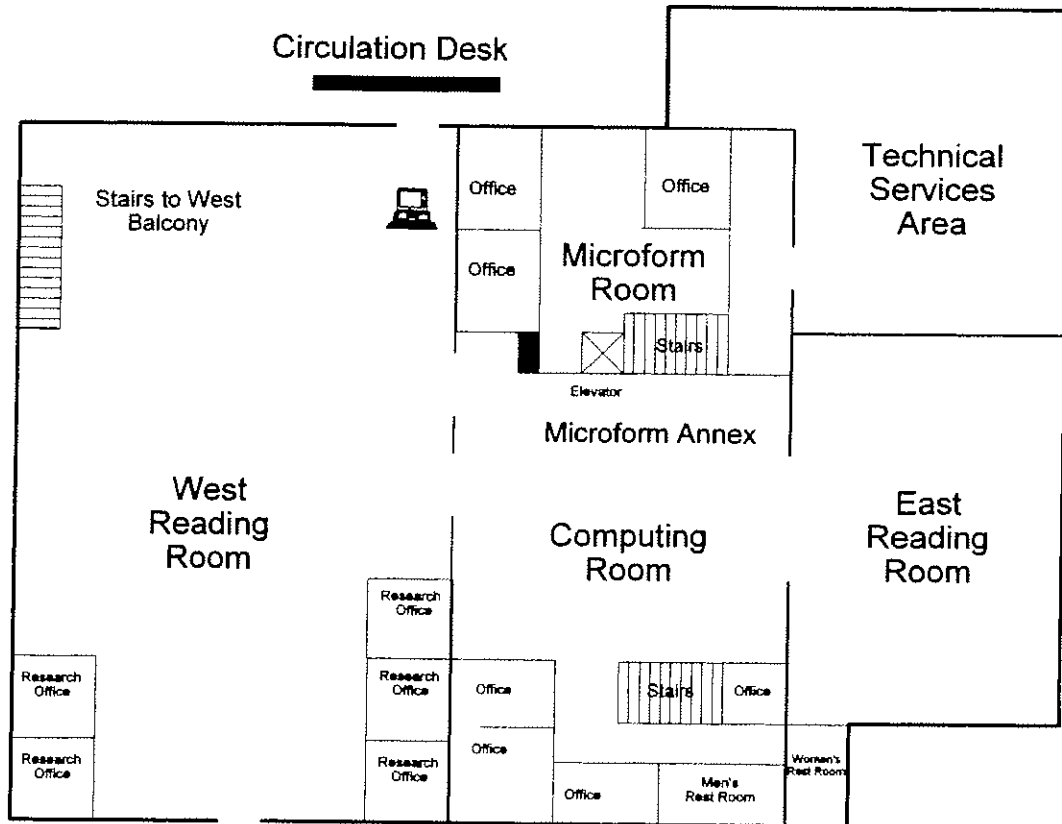 Circulation Desk
Stairs to West
Balcony
Office
Office
Technical
Services
Area
Office
Microform
Room
Stairs
Elevator
Microform Annex
West
Reading
Room
Computing
Room
East
Reading
Room
Research
Office
Research
Office
Research
Office
Office
Stairs
Office
Research
Office
Research
Office
Office
Office
Men's
Rest Room
Women's
Rest Room